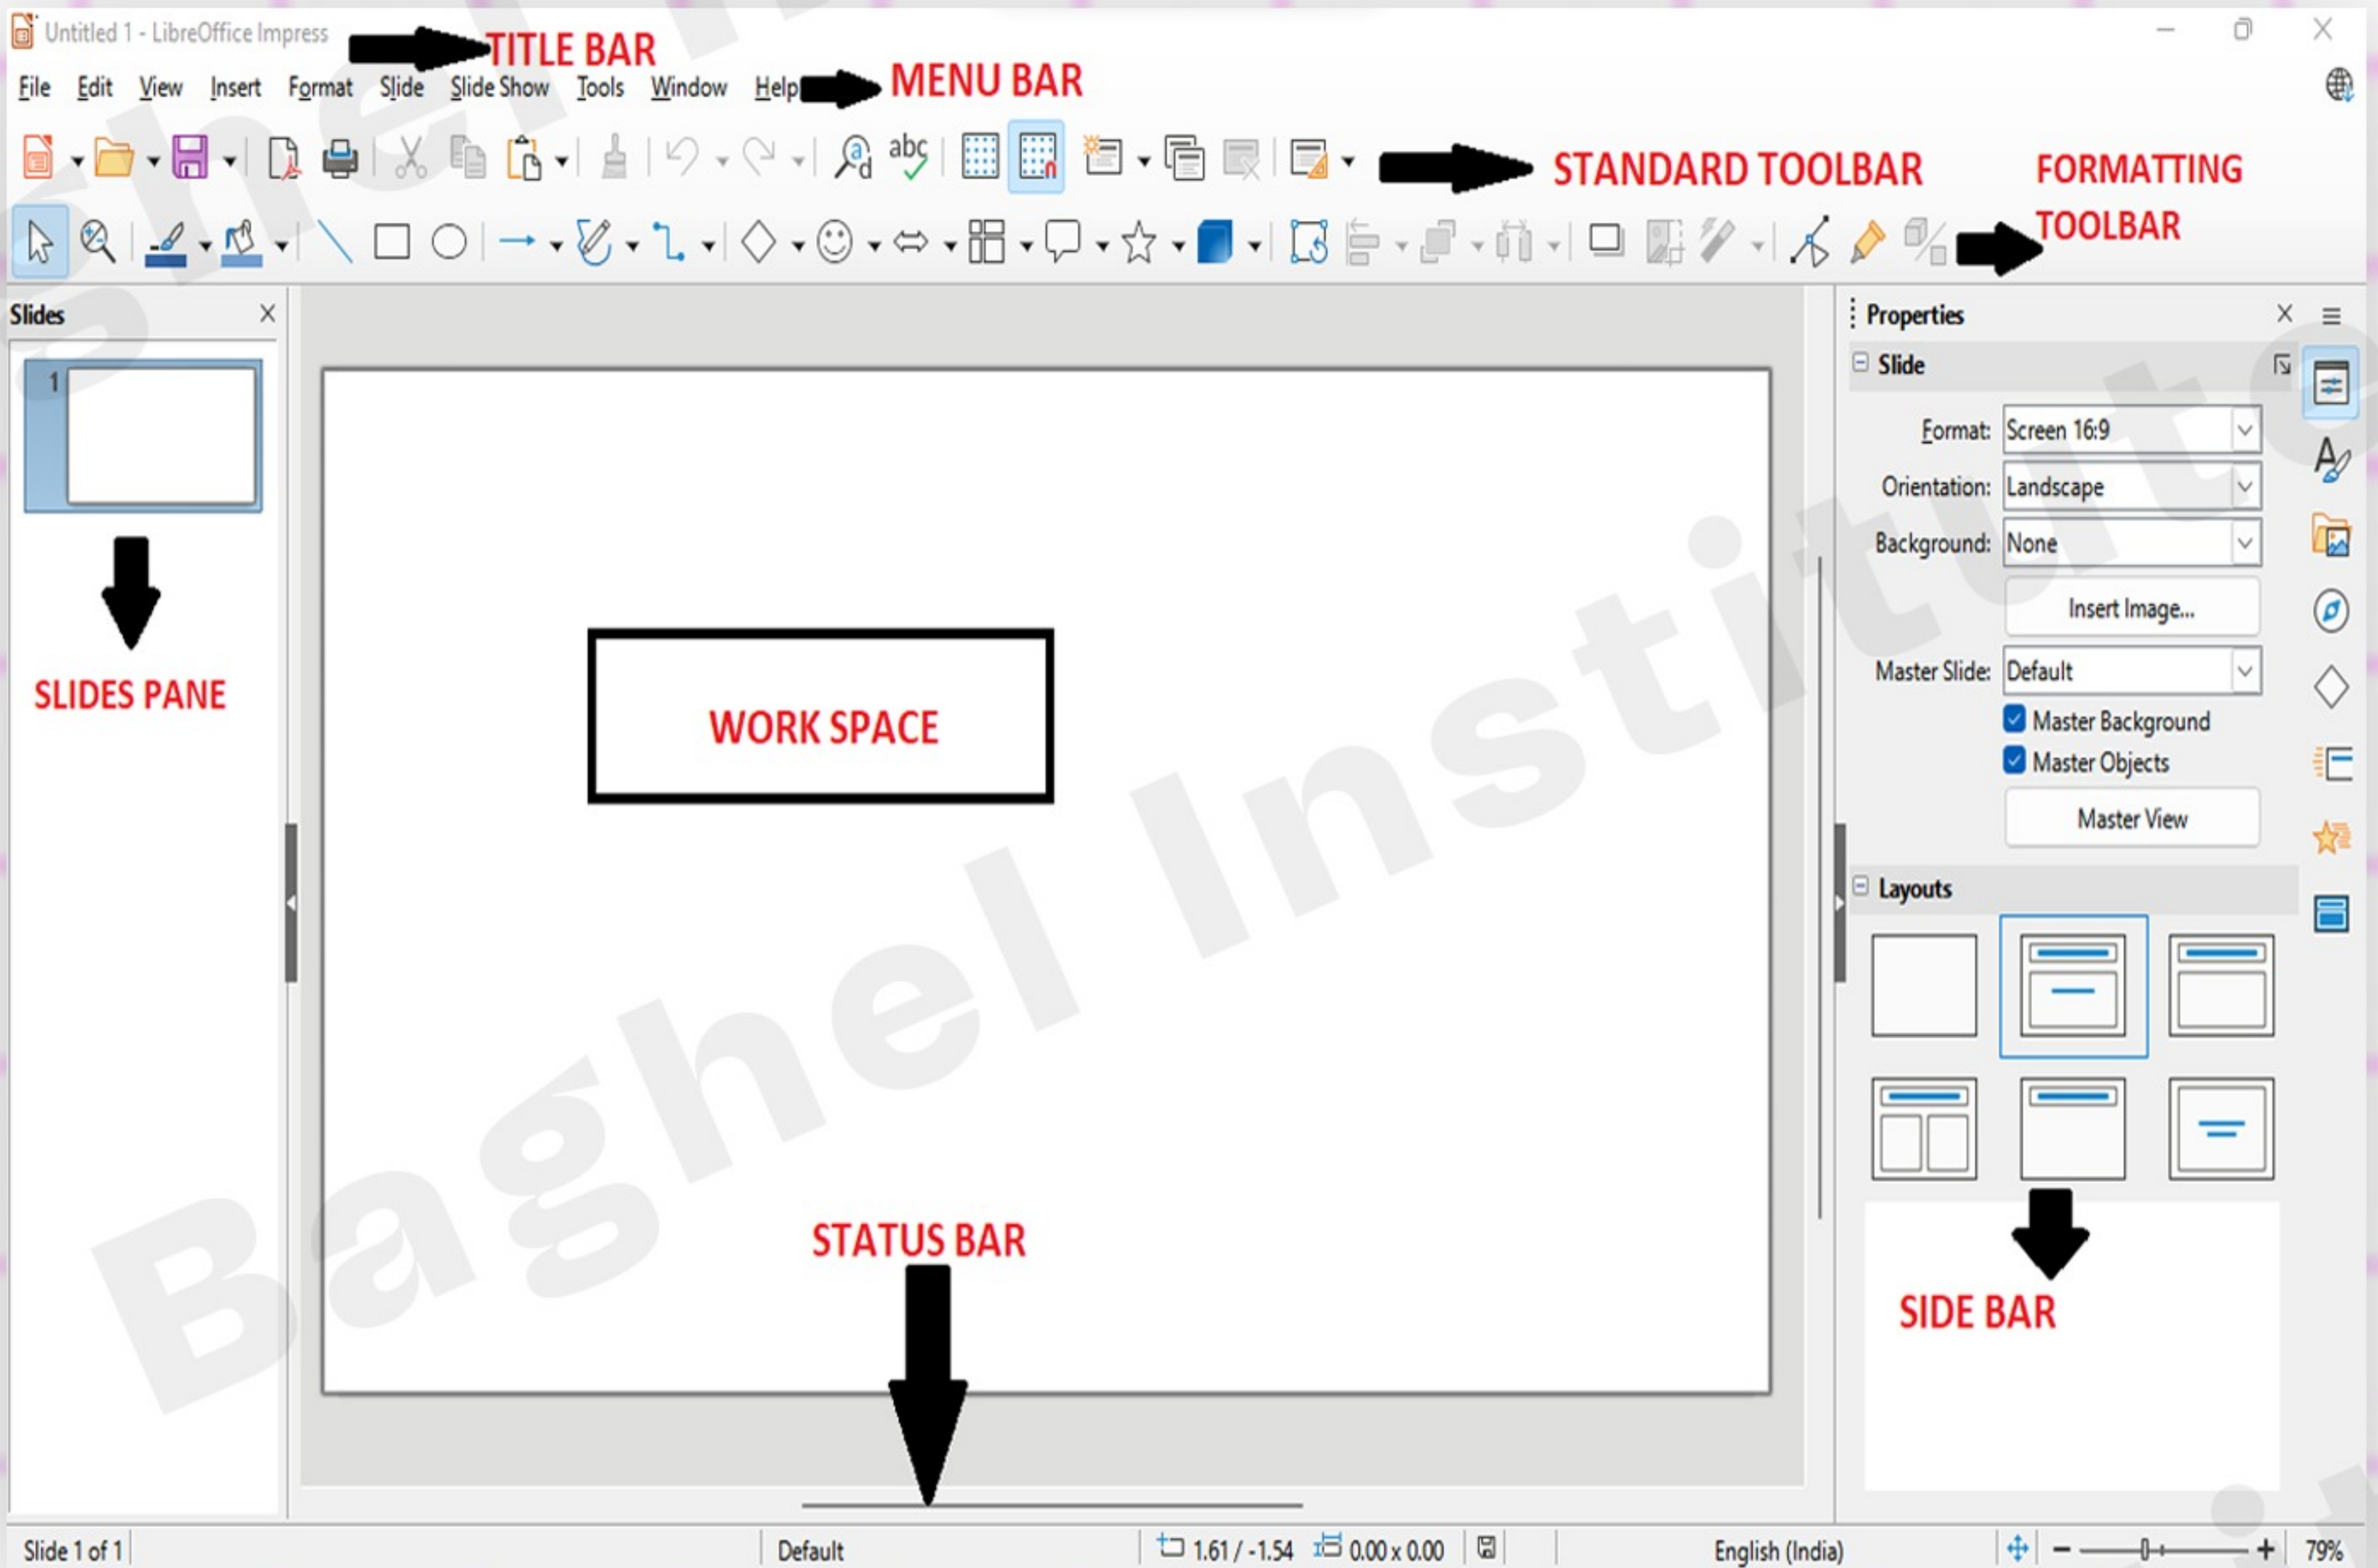 Untitled 1 - LibreOffice Impress
TITLE BAR
File Edit View Insert Format Slide Slide Show Tools Window Help
MENU BAR
abc
STANDARD TOOLBAR
FORMATTING
TOOLBAR
Slides
1
SLIDES PANE
WORK SPACE
STATUS BAR
Properties
Slide
Format: Screen 16:9
Orientation: Landscape
Background: None
Insert Image...
Master Slide: Default
Master Background
Master Objects
Master View
Layouts
SIDE BAR
Baghel Institute
Slide 1 of 1
Default
1.61 / -1.54
0.00 x 0.00
English (India)
79%